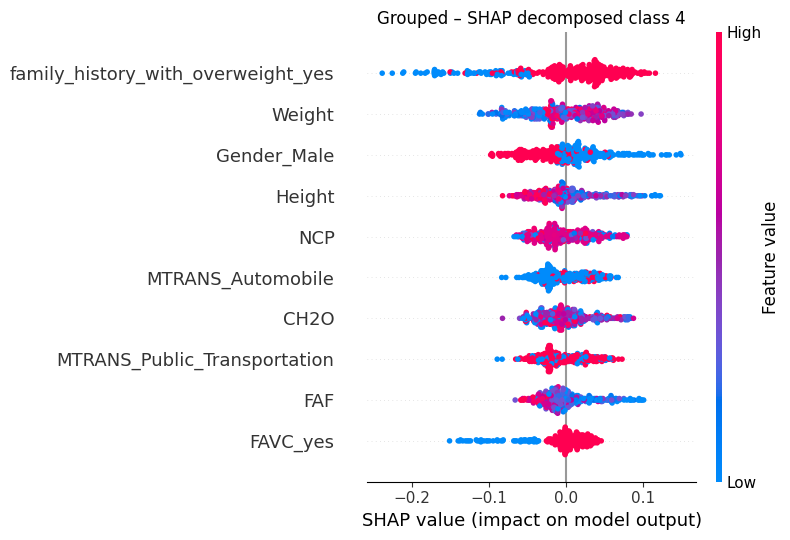 Grouped – SHAP decomposed class 4
High
family_history_with_overweight_yes
Weight
Gender_Male
Height
NCP
MTRANS_Automobile
CH2O
MTRANS_Public_Transportation
FAF
FAVC_yes
Feature value
Low
−0.2 −0.1 0.0 0.1
SHAP value (impact on model output)